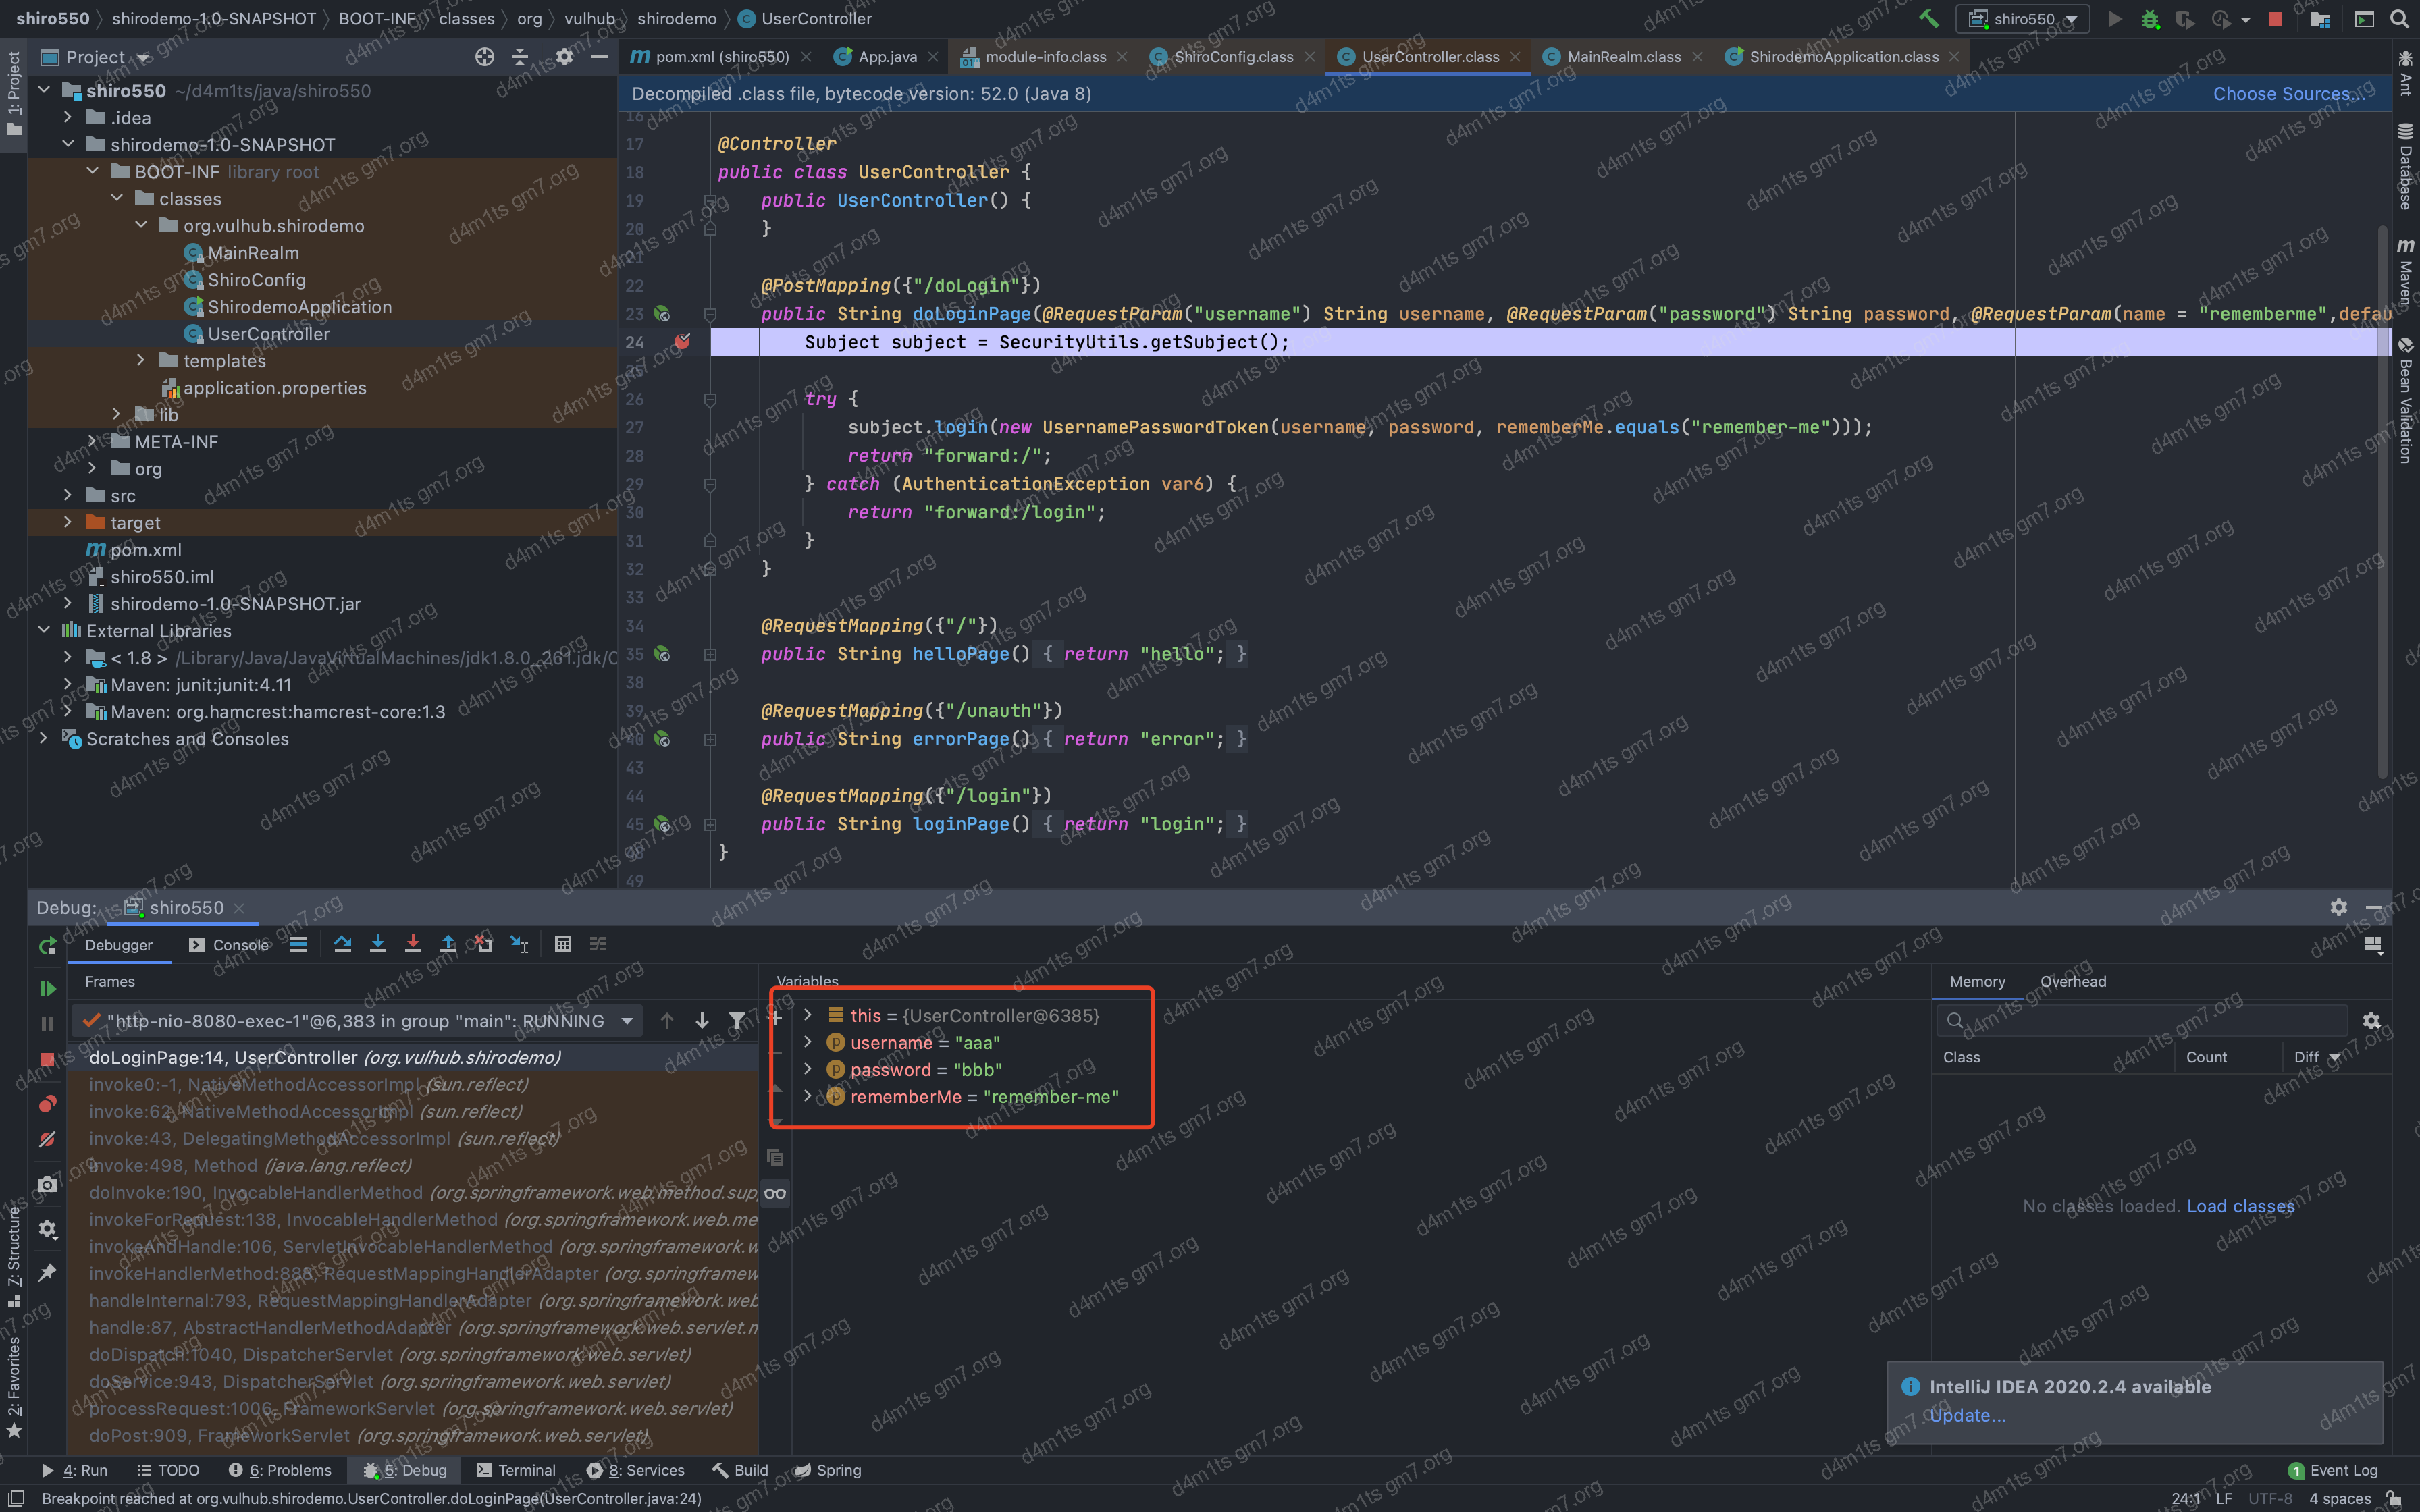 shiro550 〉 shirodemo-1.0-SNAPSHOT 〉 BOOT-INF 〉 classes 〉 org 〉 vulhub 〉 shirodemo 〉 UserController
shiro550
Project
pom.xml (shiro550)
App.java
module-info.class
ShiroConfig.class
UserController.class
MainRealm.class
ShirodemoApplication.class
Decompiled .class file, bytecode version: 52.0 (Java 8)
Choose Sources...
1: Project
shiro550 ~/d4m1ts/java/shiro550
.idea
shirodemo-1.0-SNAPSHOT
BOOT-INF library root
classes
org.vulhub.shirodemo
MainRealm
ShiroConfig
ShirodemoApplication
UserController
templates
application.properties
lib
META-INF
org
src
target
pom.xml
shiro550.iml
shirodemo-1.0-SNAPSHOT.jar
External Libraries
< 1.8 > /Library/Java/JavaVirtualMachines/jdk1.8.0_261.jdk/C
Maven: junit:junit:4.11
Maven: org.hamcrest:hamcrest-core:1.3
Scratches and Consoles
16
17 @Controller
18 public class UserController {
19 public UserController() {
20 }
21
22 @PostMapping({"/doLogin"})
23 public String doLoginPage(@RequestParam("username") String username, @RequestParam("password") String password, @RequestParam(name = "rememberme",defau
24 Subject subject = SecurityUtils.getSubject();
25
26 try {
27 subject.login(new UsernamePasswordToken(username, password, rememberMe.equals("remember-me")));
28 return "forward:/";
29 } catch (AuthenticationException var6) {
30 return "forward:/login";
31 }
32 }
33
34 @RequestMapping({"/"})
35 public String helloPage() { return "hello"; }
38
39 @RequestMapping({"/unauth"})
40 public String errorPage() { return "error"; }
43
44 @RequestMapping({"/login"})
45 public String loginPage() { return "login"; }
48 }
49
Ant
Database
Maven
Bean Validation
Debug: shiro550
Debugger
Console
Frames
"http-nio-8080-exec-1"@6,383 in group "main": RUNNING
doLoginPage:14, UserController (org.vulhub.shirodemo)
invoke0:-1, NativeMethodAccessorImpl (sun.reflect)
invoke:62, NativeMethodAccessorImpl (sun.reflect)
invoke:43, DelegatingMethodAccessorImpl (sun.reflect)
invoke:498, Method (java.lang.reflect)
doInvoke:190, InvocableHandlerMethod (org.springframework.web.method.sup
invokeForRequest:138, InvocableHandlerMethod (org.springframework.web.me
invokeAndHandle:106, ServletInvocableHandlerMethod (org.springframework.w
invokeHandlerMethod:888, RequestMappingHandlerAdapter (org.springframew
handleInternal:793, RequestMappingHandlerAdapter (org.springframework.web
handle:87, AbstractHandlerMethodAdapter (org.springframework.web.servlet.m
doDispatch:1040, DispatcherServlet (org.springframework.web.servlet)
doService:943, DispatcherServlet (org.springframework.web.servlet)
processRequest:1006, FrameworkServlet (org.springframework.web.servlet)
doPost:909, FrameworkServlet (org.springframework.web.servlet)
Variables
this = {UserController@6385}
username = "aaa"
password = "bbb"
rememberMe = "remember-me"
Memory
Overhead
Class
Count
Diff
No classes loaded. Load classes
IntelliJ IDEA 2020.2.4 available
Update...
7: Structure
2: Favorites
4: Run
TODO
6: Problems
5: Debug
Terminal
8: Services
Build
Spring
1 Event Log
Breakpoint reached at org.vulhub.shirodemo.UserController.doLoginPage(UserController.java:24)
24:1 LF UTF-8 4 spaces
d4m1ts gm7.org